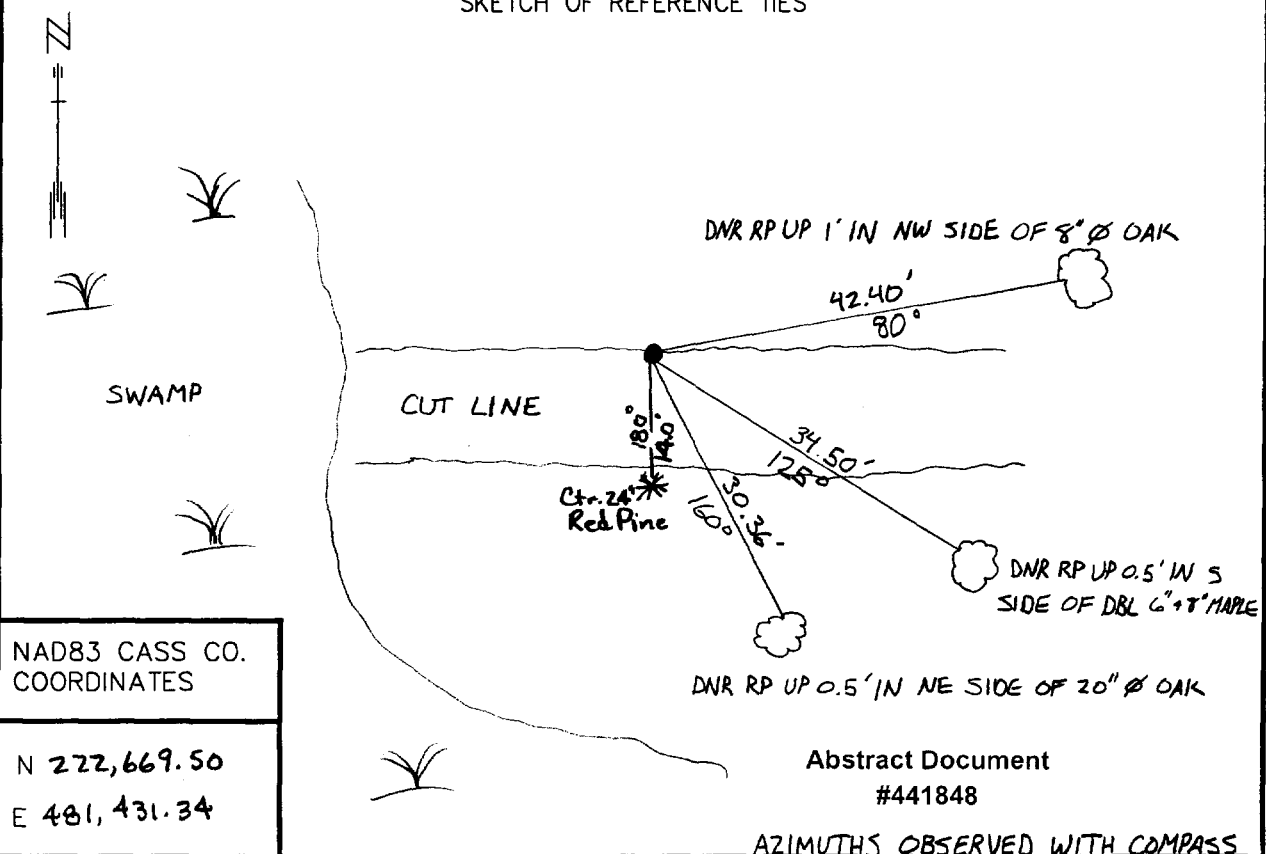 SKETCH OF REFERENCE TIES
N
DNR RP UP 1' IN NW SIDE OF 8" Ø OAK
42.40'
80°
SWAMP
CUT LINE
180°
14.0'
34.50'
125°
30.36'
160°
Ctr. 24"
Red Pine
DNR RP UP 0.5' IN S
SIDE OF DBL 6"+8" MAPLE
DNR RP UP 0.5' IN NE SIDE OF 20" Ø OAK
NAD83 CASS CO.
COORDINATES
N 222,669.50
E 481,431.34
Abstract Document
#441848
AZIMUTHS OBSERVED WITH COMPASS